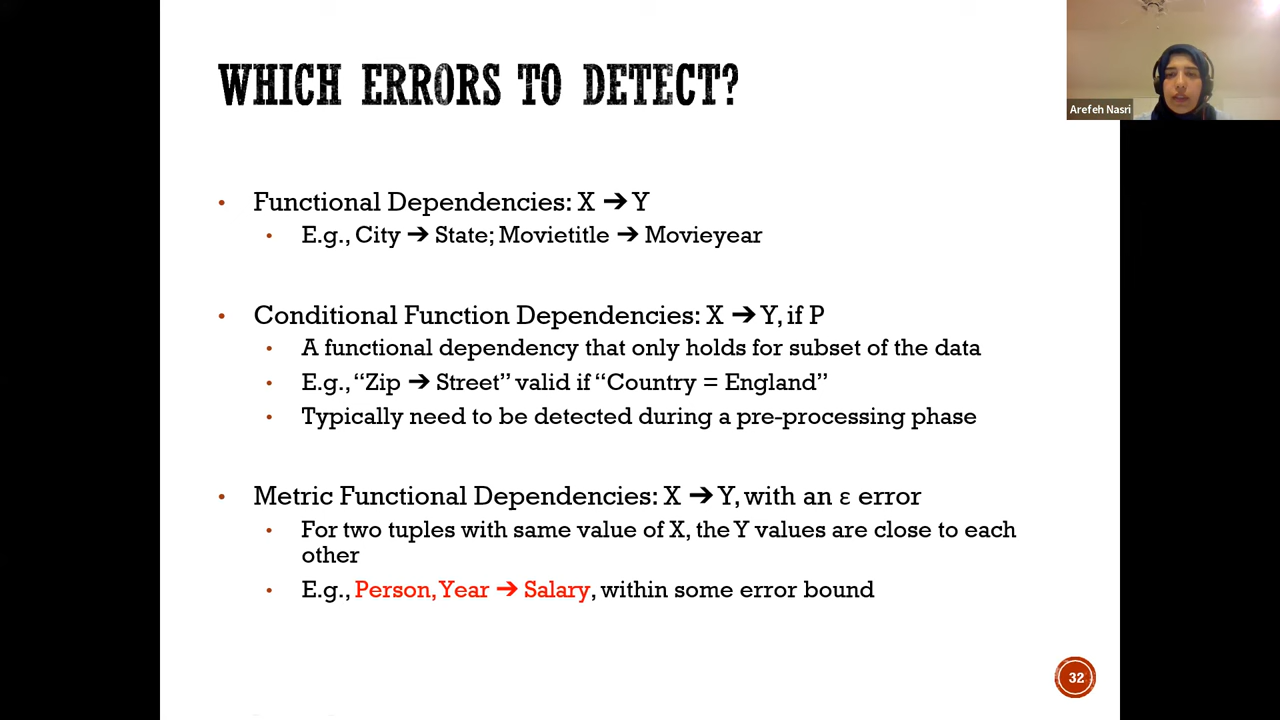 WHICH ERRORS TO DETECT?
Arefeh Nasri
• Functional Dependencies: X ➔ Y
• E.g., City ➔ State; Movietitle ➔ Movieyear
• Conditional Function Dependencies: X ➔ Y, if P
• A functional dependency that only holds for subset of the data
• E.g., “Zip ➔ Street” valid if “Country = England”
• Typically need to be detected during a pre-processing phase
• Metric Functional Dependencies: X ➔ Y, with an ε error
• For two tuples with same value of X, the Y values are close to each
other
• E.g., Person, Year ➔ Salary, within some error bound
32